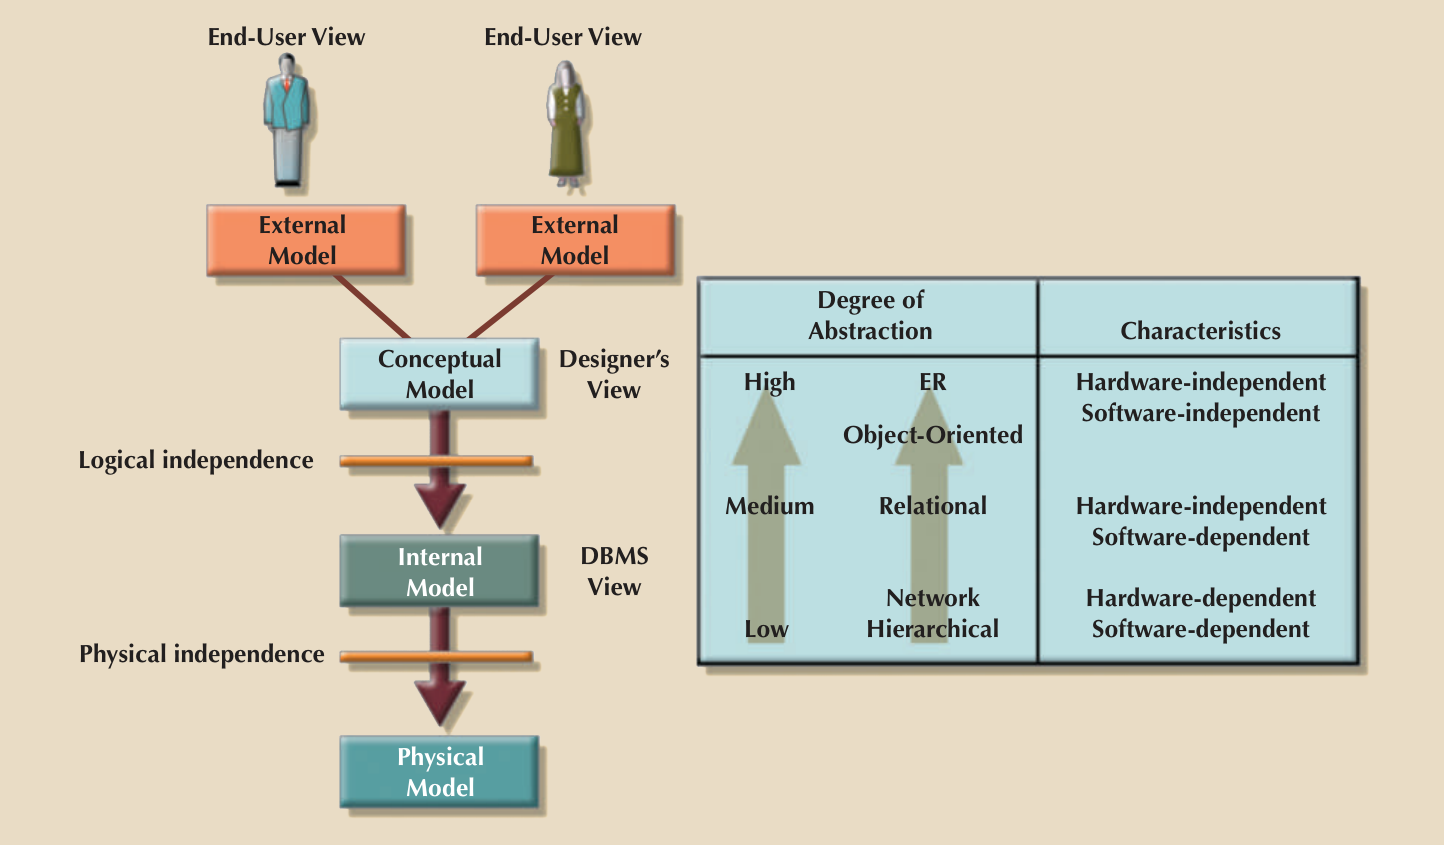 End-User View
End-User View
External
Model
External
Model
Conceptual
Model
Designer's
View
Logical independence
Internal
Model
DBMS
View
Physical independence
Physical
Model
Degree of
Abstraction
Characteristics
High
ER
Hardware-independent
Software-independent
Object-Oriented
Medium
Relational
Hardware-independent
Software-dependent
Low
Network
Hierarchical
Hardware-dependent
Software-dependent